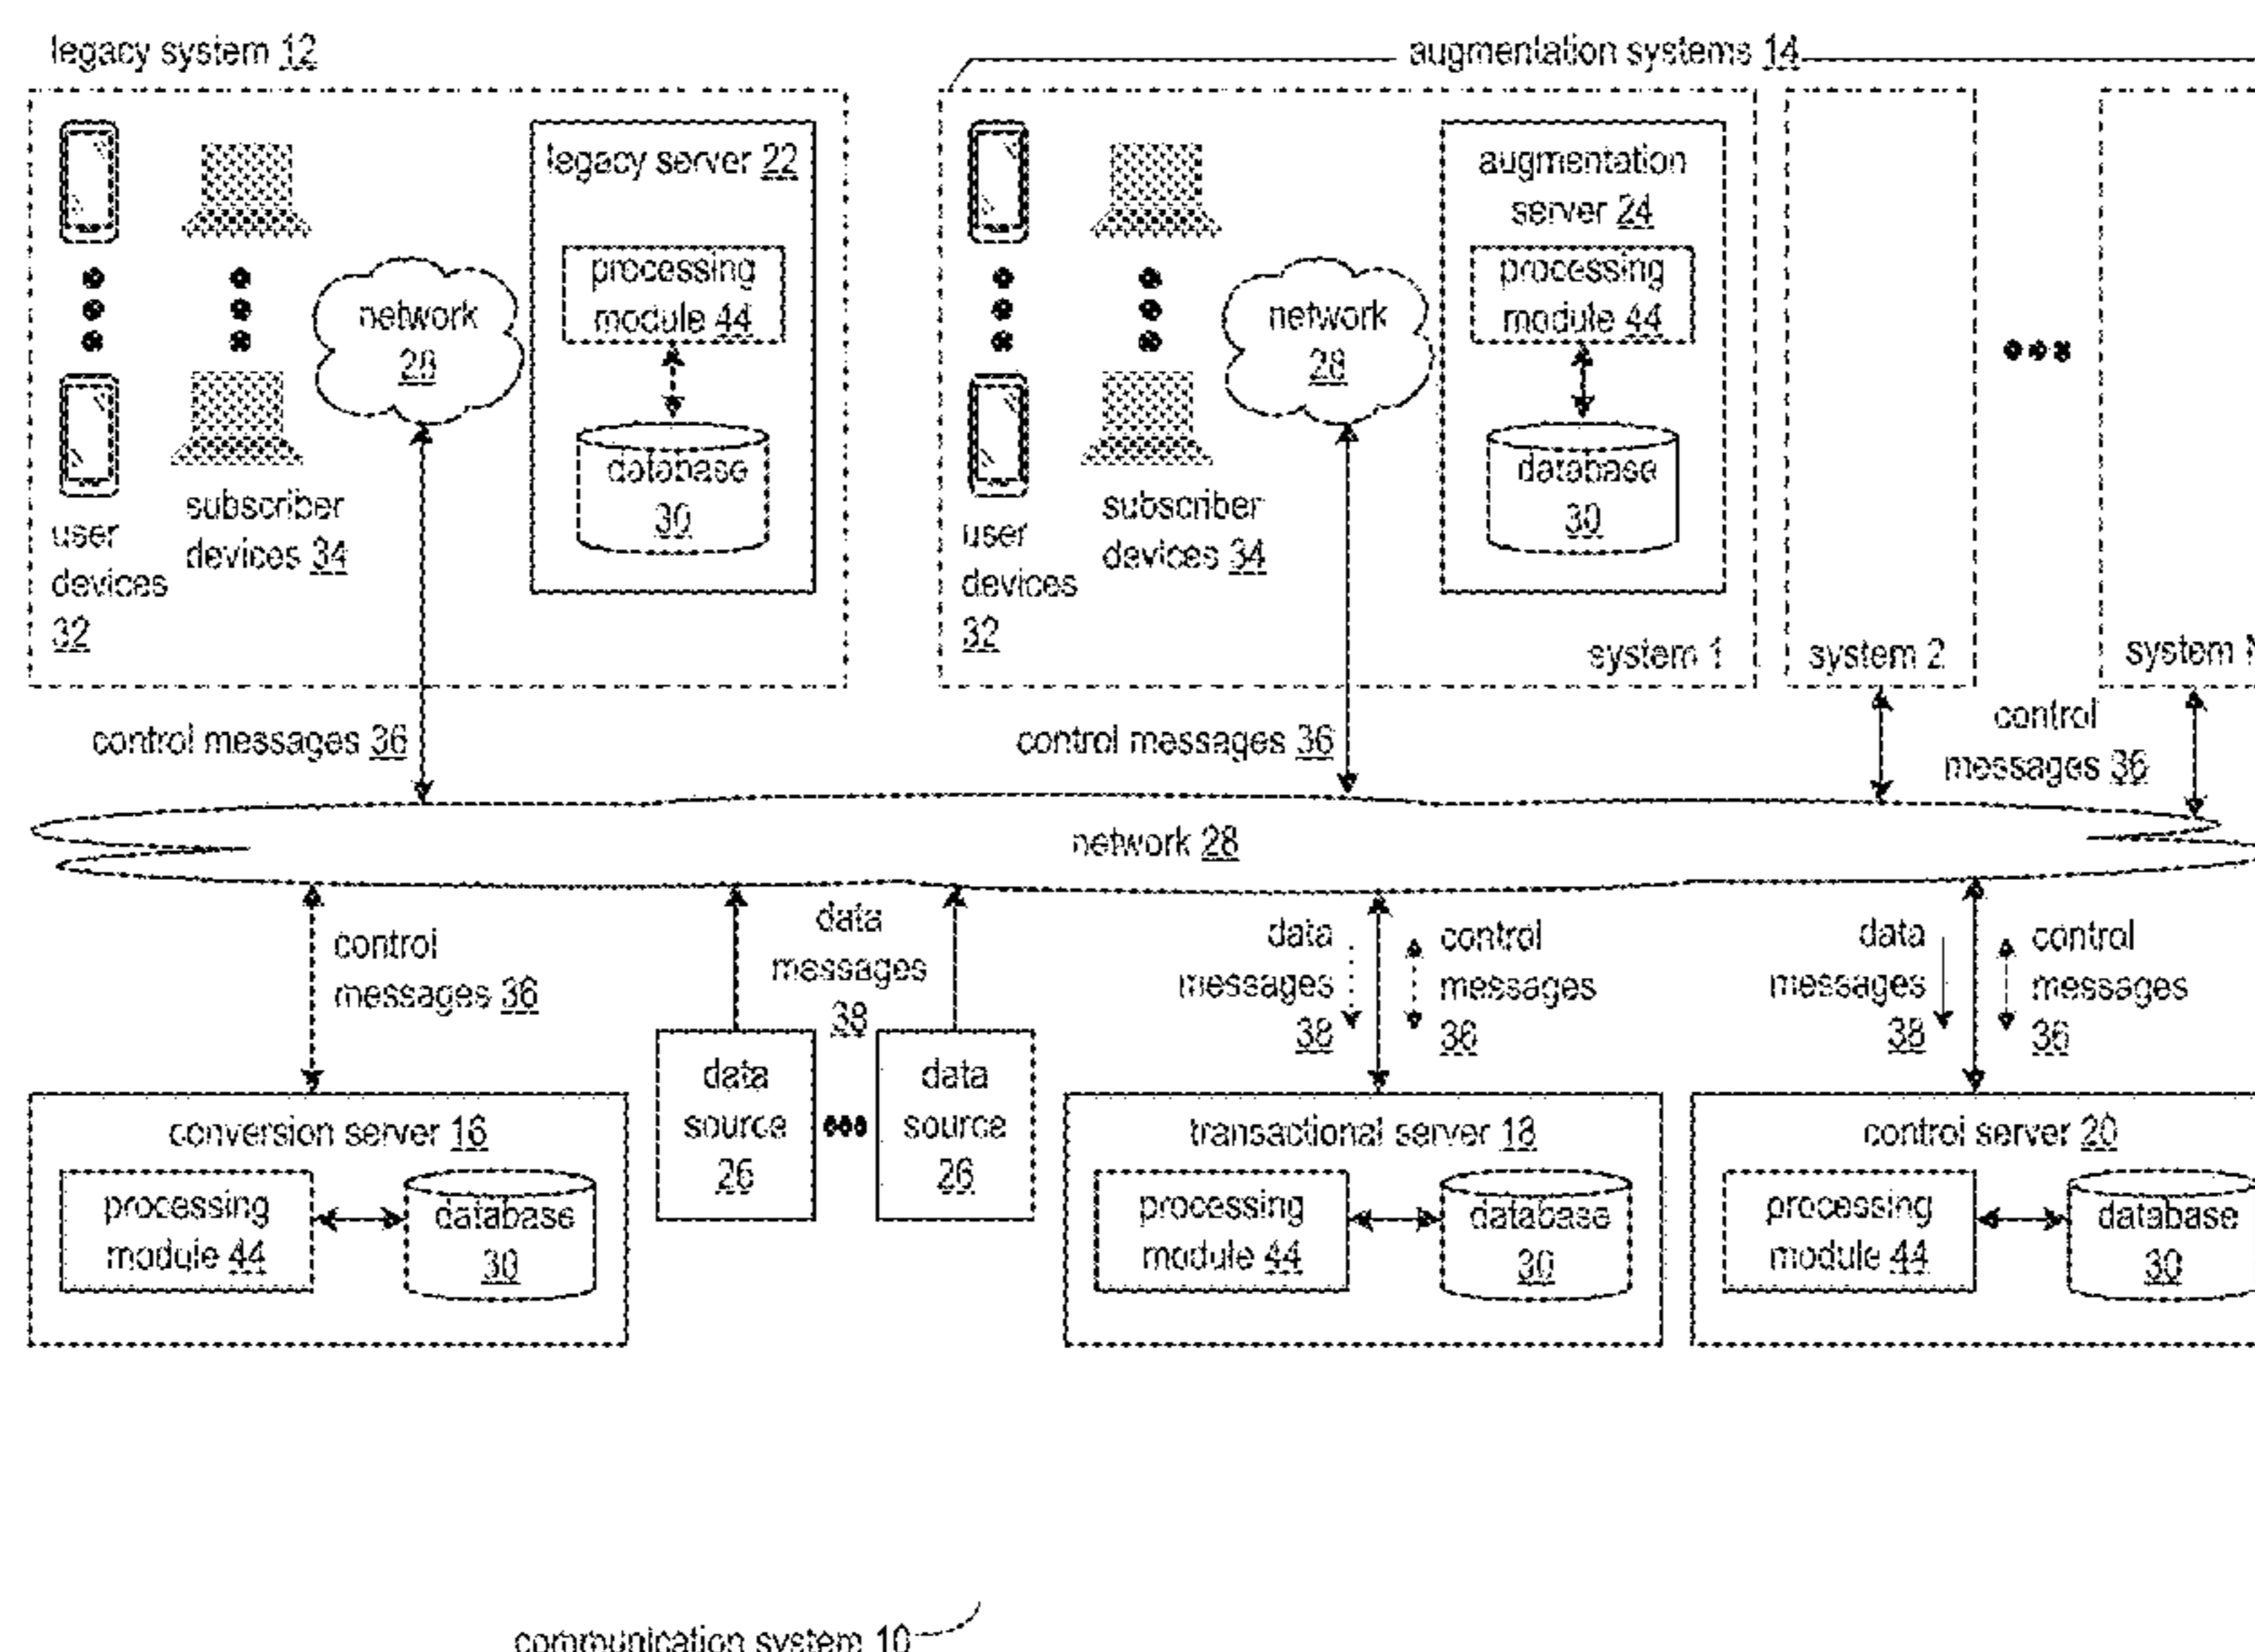 legacy system 12
augmentation systems 14
legacy server 22
processing
module 44
network
28
database
30
subscriber
devices 34
user
devices
32
augmentation
server 24
processing
module 44
network
28
database
30
subscriber
devices 34
user
devices
32
system 1
system 2
system
control messages 36
control messages 36
control
messages 36
network 28
control
messages 36
data
messages
38
data
messages
38
control
messages
36
data
messages
38
control
messages
36
conversion server 16
processing
module 44
database
30
data
source
26
data
source
26
transactional server 18
processing
module 44
database
30
control server 20
processing
module 44
database
30
communication system 10